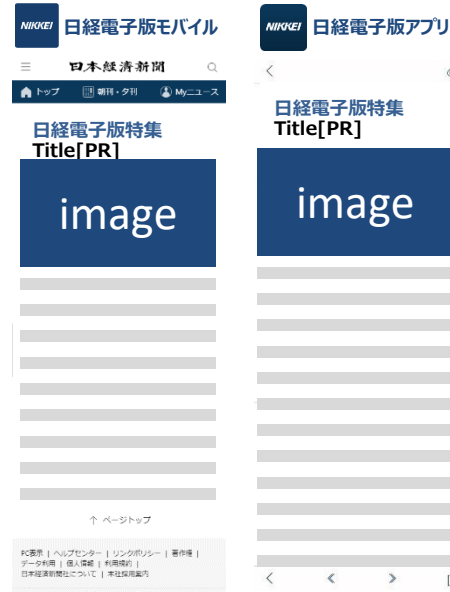 NIKKEI 日経電子版モバイル
日本経済新聞
トップ 朝刊・夕刊 Myニュース
日経電子版特集
Title[PR]
image
↑ ページトップ
PC表示 | ヘルプセンター | リンクポリシー | 著作権 |
データ利用 | 個人情報 | 利用規約 |
日本経済新聞社について | 本社採用案内
NIKKEI 日経電子版アプリ
日経電子版特集
Title[PR]
image